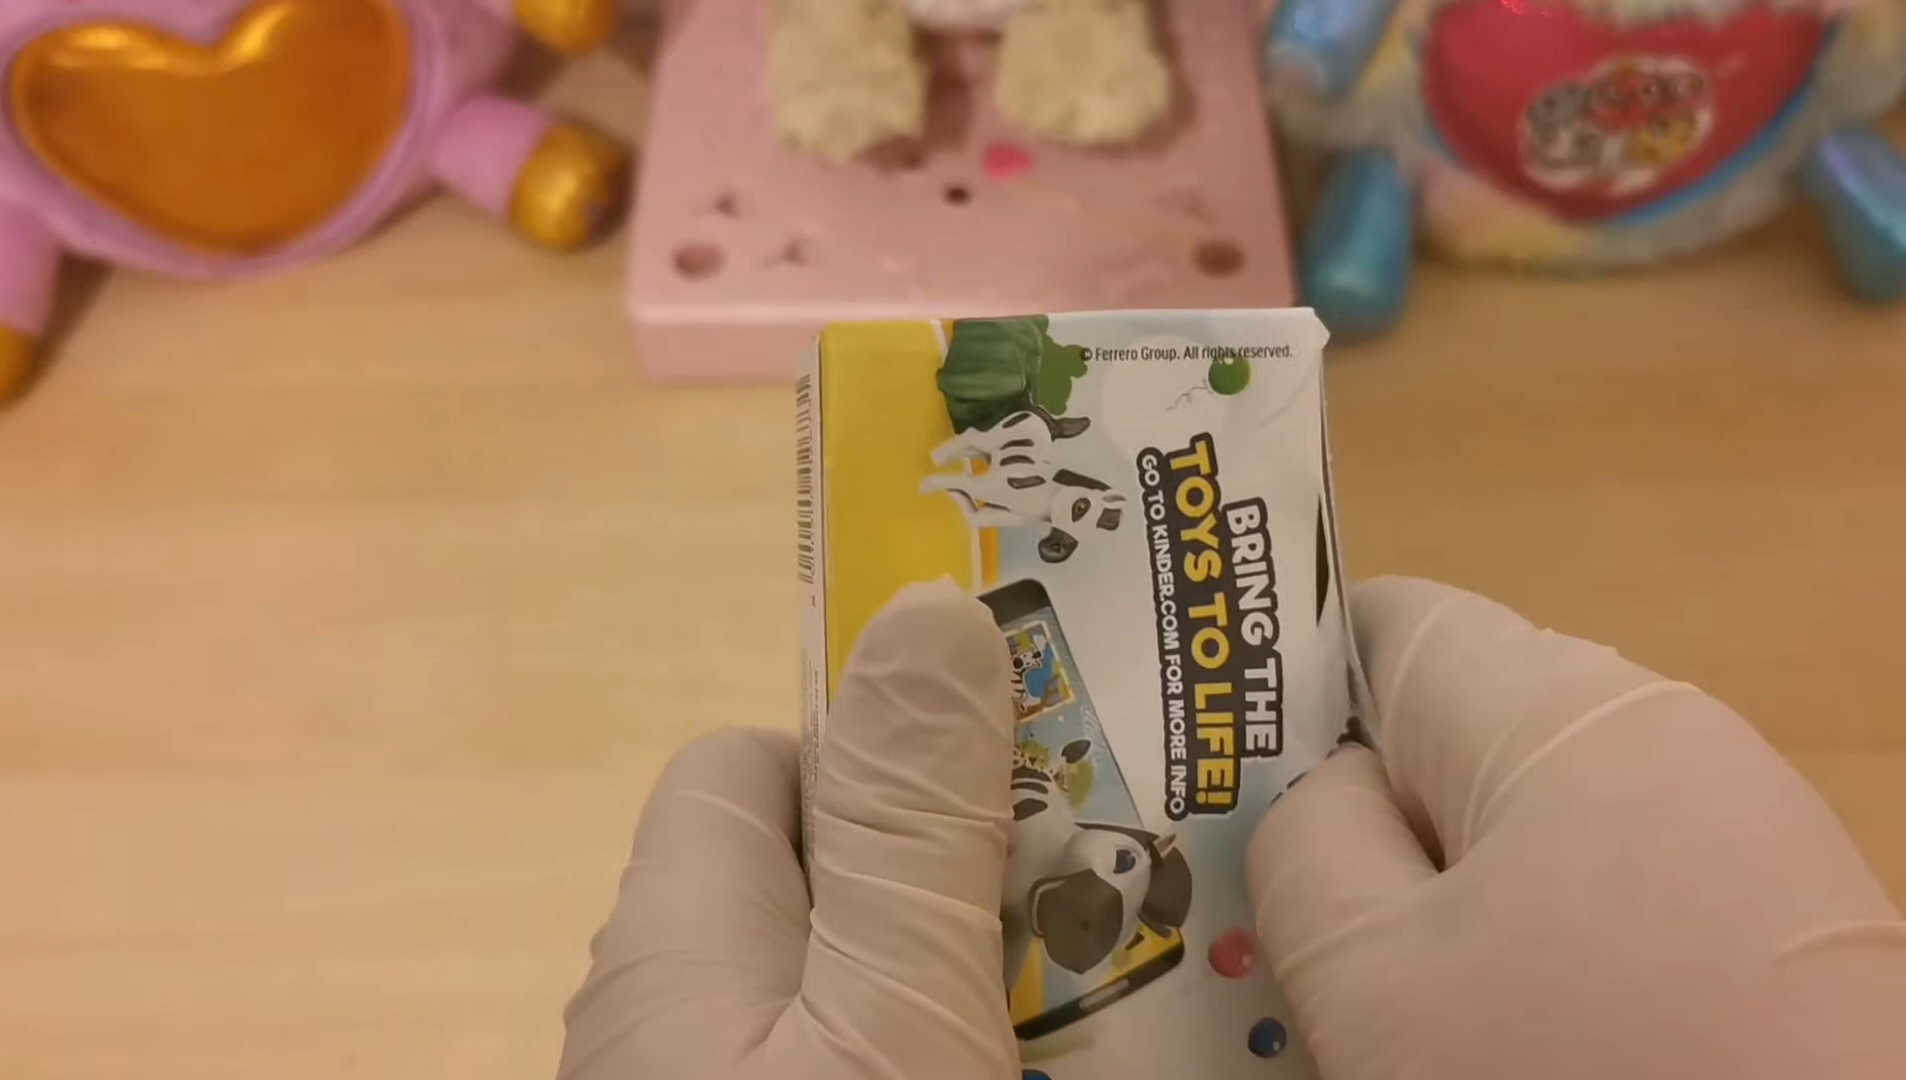 © Ferrero Group. All rights reserved.
BRING THE
TOYS TO LIFE!
GO TO KINDER.COM FOR MORE INFO